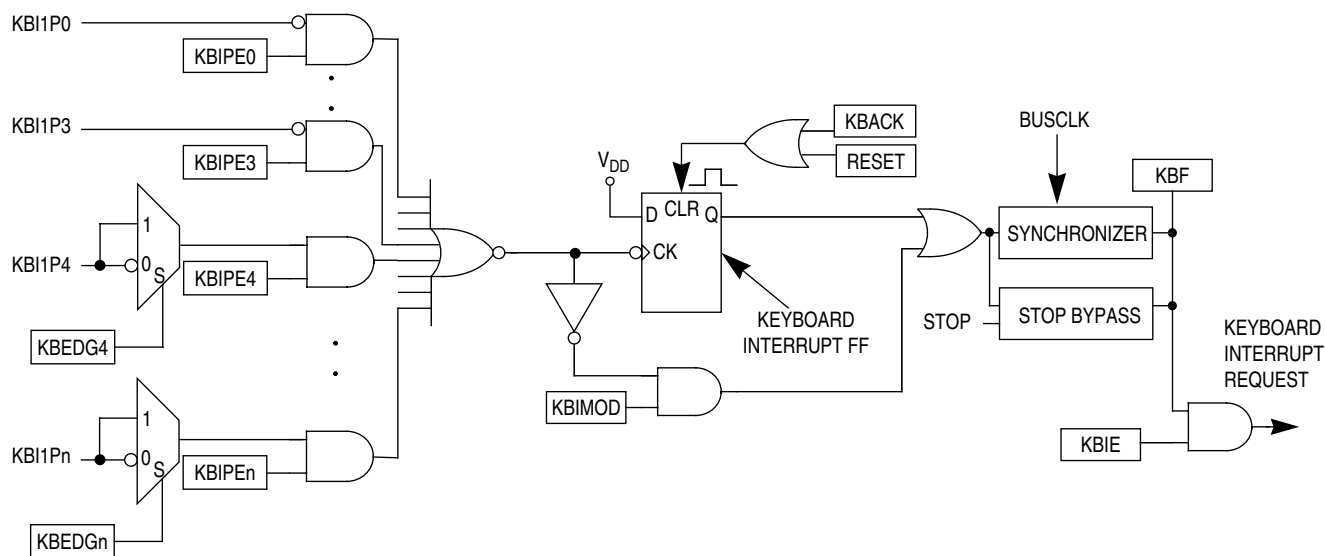 KBI1P0
KBIPE0
KBI1P3
KBIPE3
KBACK
RESET
BUSCLK
KBF
VDD
D CLR Q
CK
SYNCHRONIZER
1
KBI1P4
0
S
KBIPE4
KBEDG4
KEYBOARD
INTERRUPT FF
STOP
STOP BYPASS
KEYBOARD
INTERRUPT
REQUEST
KBIMOD
1
KBI1Pn
0
S
KBIPEn
KBIE
KBEDGn